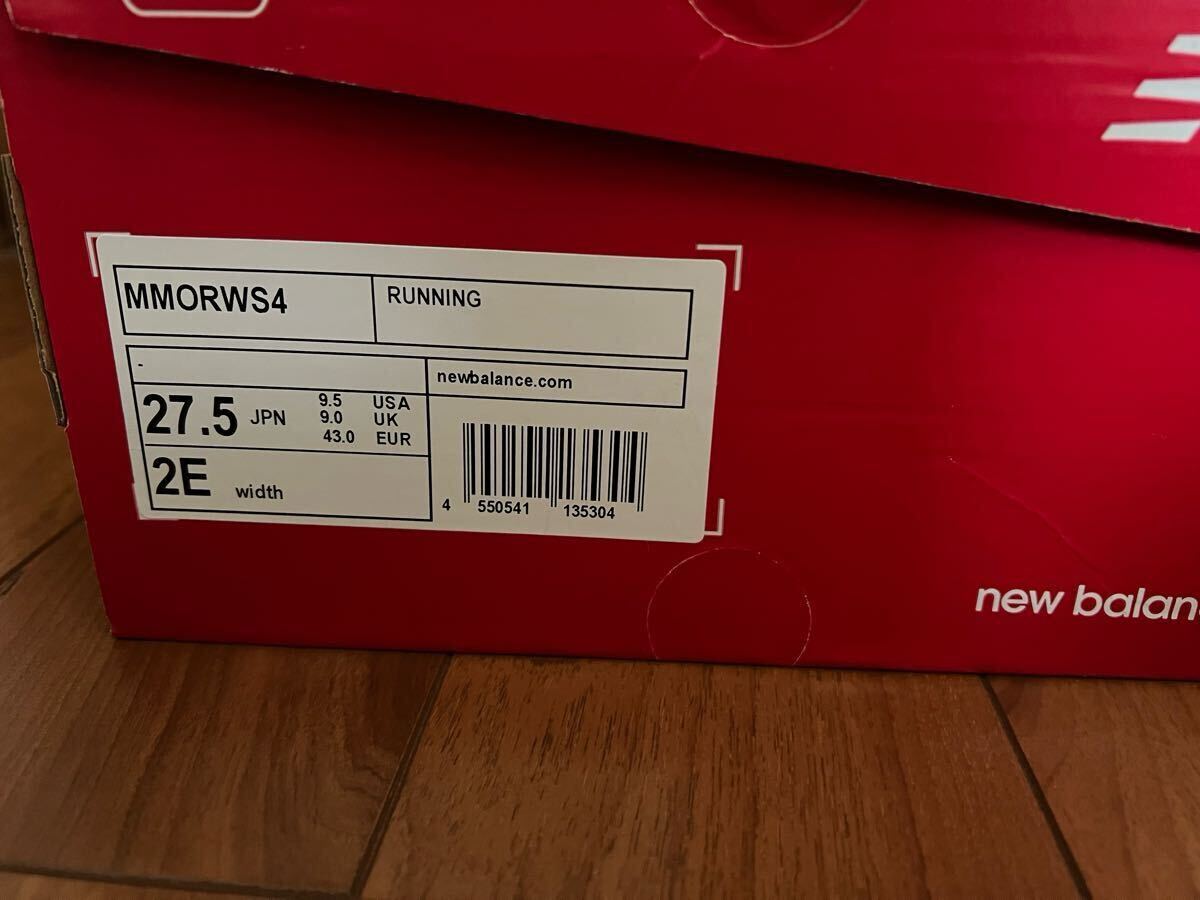 MMORWS4
RUNNING
-
newbalance.com
27.5 JPN
9.5 USA
9.0 UK
43.0 EUR
2E width
4 550541 135304
new balan